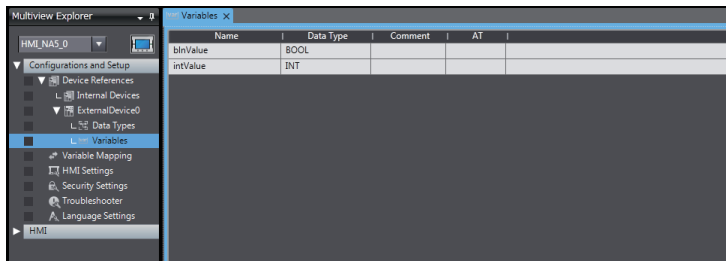 Multiview Explorer
HMI_NA5_0
Configurations and Setup
Device References
Internal Devices
ExternalDevice0
Data Types
Variables
Variable Mapping
HMI Settings
Security Settings
Troubleshooter
Language Settings
HMI
Variables
Name Data Type Comment AT
blnValue BOOL
intValue INT